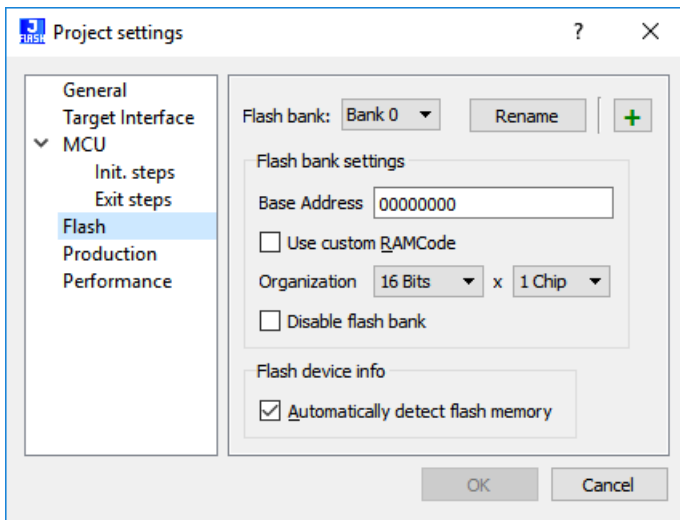 J
FLASH
Project settings
?
General
Target Interface
MCU
Init. steps
Exit steps
Flash
Production
Performance
Flash bank: Bank 0 Rename +
Flash bank settings
Base Address 00000000
Use custom RAMCode
Organization 16 Bits x 1 Chip
Disable flash bank
Flash device info
Automatically detect flash memory
OK Cancel